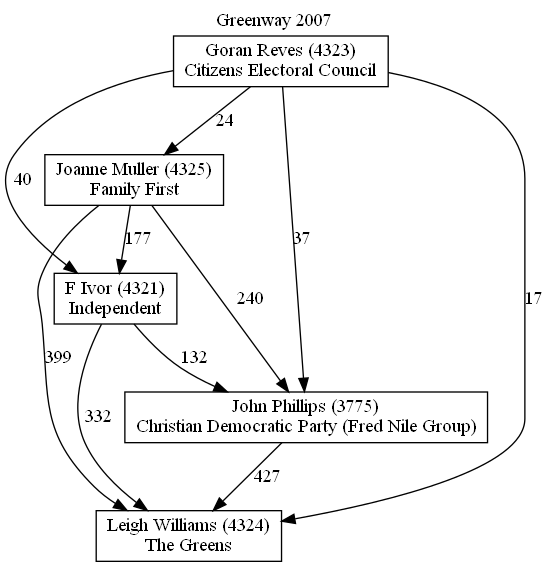 Greenway 2007
Goran Reves (4323)
Citizens Electoral Council
24
Joanne Muller (4325)
Family First
40
177
37
F Ivor (4321)
Independent
240
17
399
132
332
John Phillips (3775)
Christian Democratic Party (Fred Nile Group)
427
Leigh Williams (4324)
The Greens